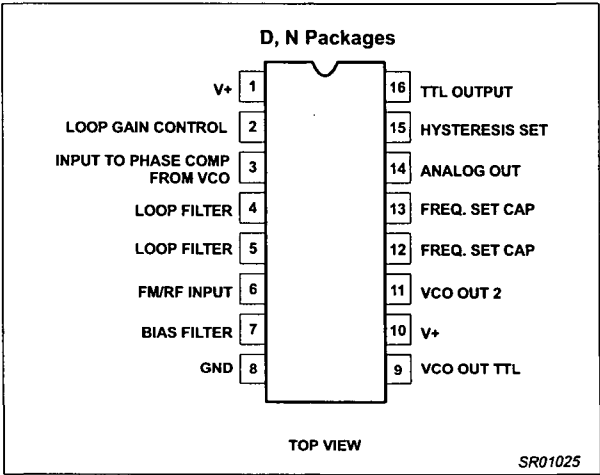 D, N Packages
V+ 1
LOOP GAIN CONTROL 2
INPUT TO PHASE COMP
FROM VCO 3
LOOP FILTER 4
LOOP FILTER 5
FM/RF INPUT 6
BIAS FILTER 7
GND 8
16 TTL OUTPUT
15 HYSTERESIS SET
14 ANALOG OUT
13 FREQ. SET CAP
12 FREQ. SET CAP
11 VCO OUT 2
10 V+
9 VCO OUT TTL
TOP VIEW
SR01025